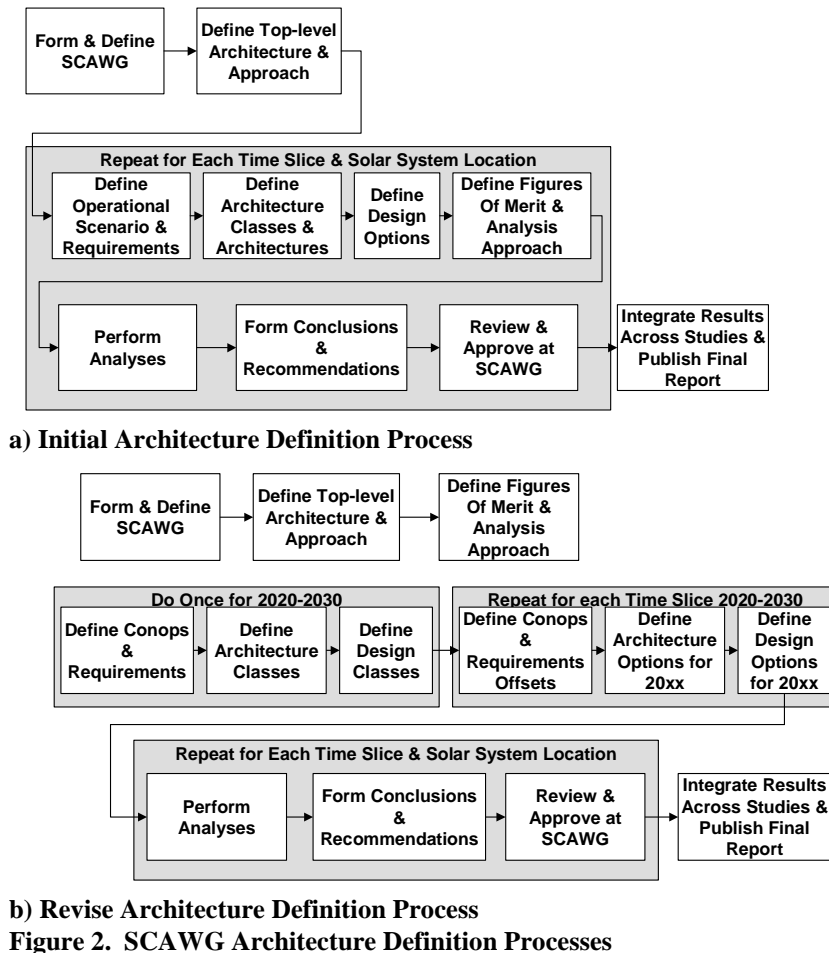 Form & Define
SCAWG
Define Top-level
Architecture &
Approach
Repeat for Each Time Slice & Solar System Location
Define
Operational
Scenario &
Requirements
Define
Architecture
Classes &
Architectures
Define
Design
Options
Define Figures
Of Merit &
Analysis
Approach
Perform
Analyses
Form Conclusions
&
Recommendations
Review &
Approve at
SCAWG
Integrate Results
Across Studies &
Publish Final
Report
a) Initial Architecture Definition Process
Form & Define
SCAWG
Define Top-level
Architecture &
Approach
Define Figures
Of Merit &
Analysis
Approach
Do Once for 2020-2030
Define Conops
&
Requirements
Define
Architecture
Classes
Define
Design
Classes
Repeat for each Time Slice 2020-2030
Define Conops
&
Requirements
Offsets
Define
Architecture
Options for
20xx
Define
Design
Options
for 20xx
Repeat for Each Time Slice & Solar System Location
Perform
Analyses
Form Conclusions
&
Recommendations
Review &
Approve at
SCAWG
Integrate Results
Across Studies &
Publish Final
Report
b) Revise Architecture Definition Process
Figure 2. SCAWG Architecture Definition Processes